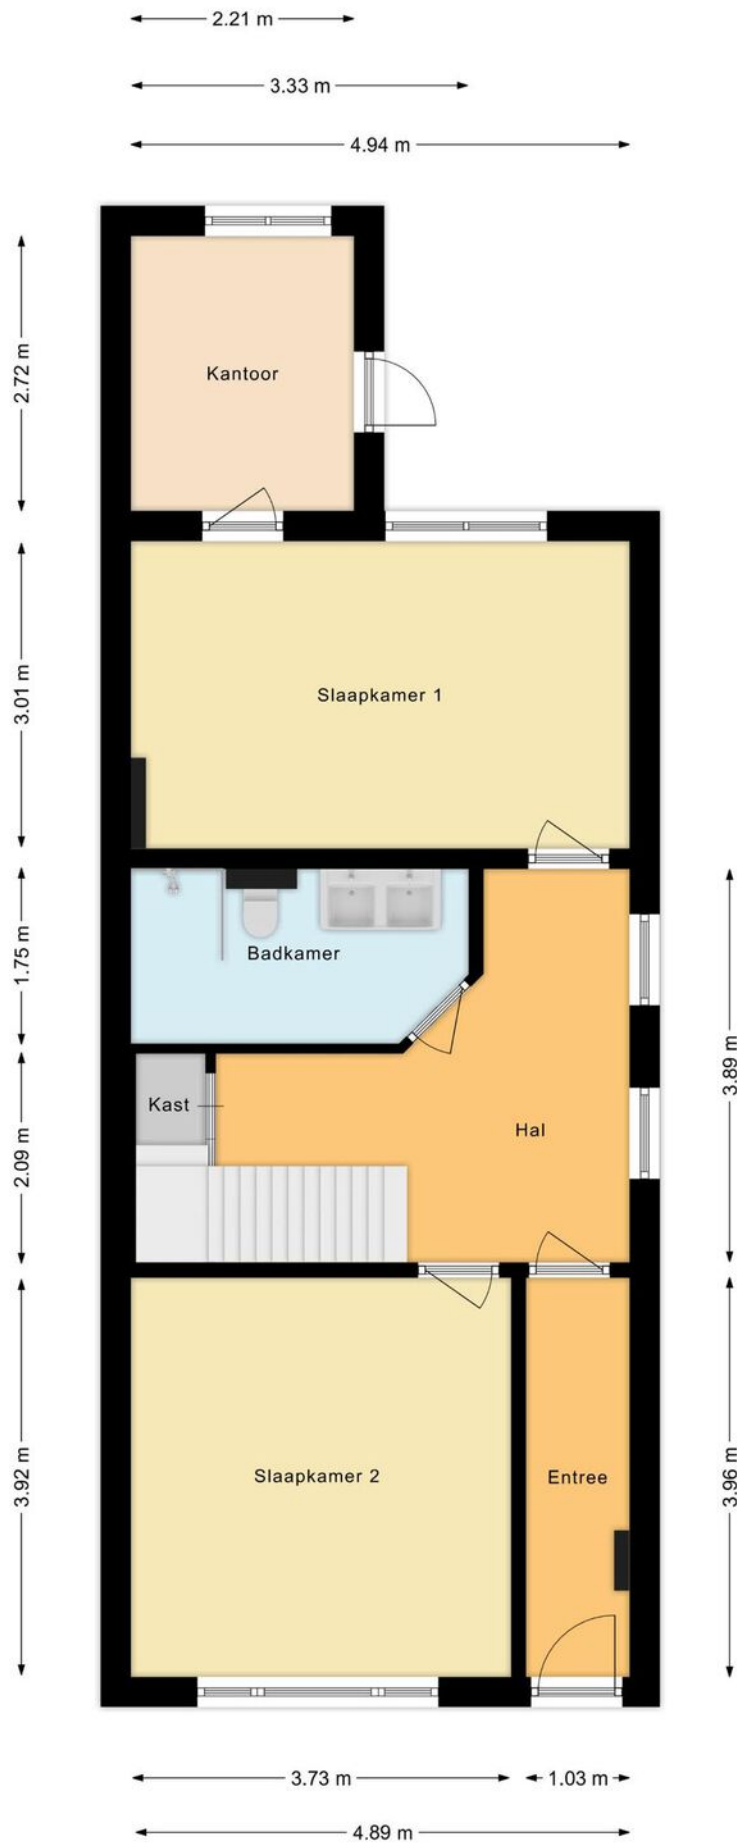 2.21 m
3.33 m
4.94 m
2.72 m
Kantoor
3.01 m
Slaapkamer 1
1.75 m
Badkamer
3.89 m
2.09 m
Kast
Hal
3.92 m
Slaapkamer 2
Entree
3.96 m
3.73 m
1.03 m
4.89 m